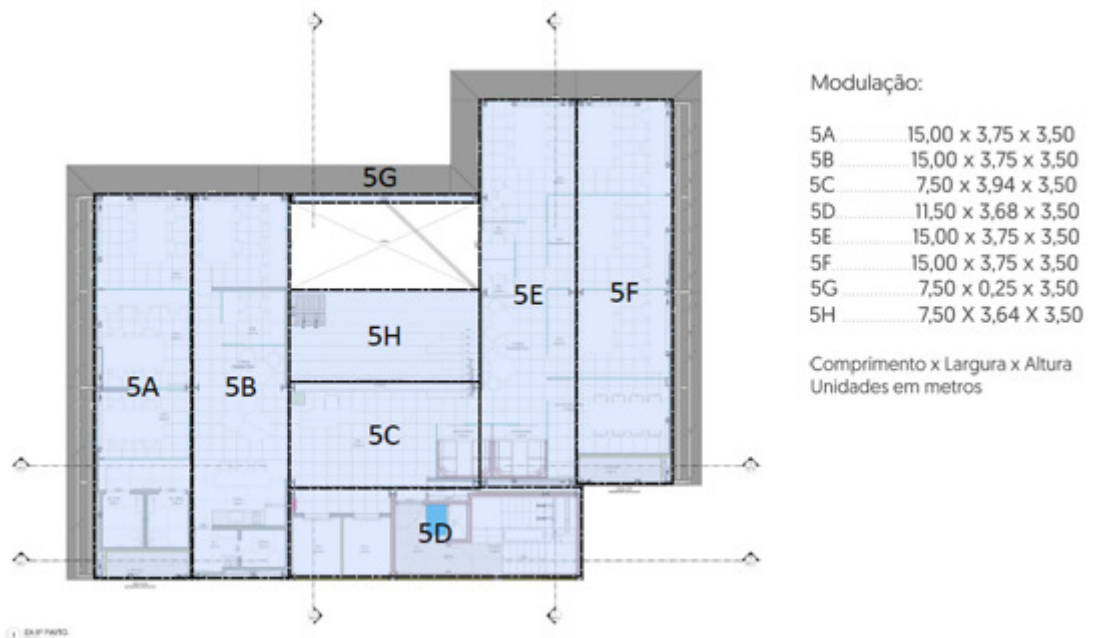 5G
5E
5F
5H
5A
5B
5C
5D
Modulação:
5A 15,00 x 3,75 x 3,50
5B 15,00 x 3,75 x 3,50
5C 7,50 x 3,94 x 3,50
5D 11,50 x 3,68 x 3,50
5E 15,00 x 3,75 x 3,50
5F 15,00 x 3,75 x 3,50
5G 7,50 x 0,25 x 3,50
5H 7,50 X 3,64 X 3,50
Comprimento x Largura x Altura
Unidades em metros